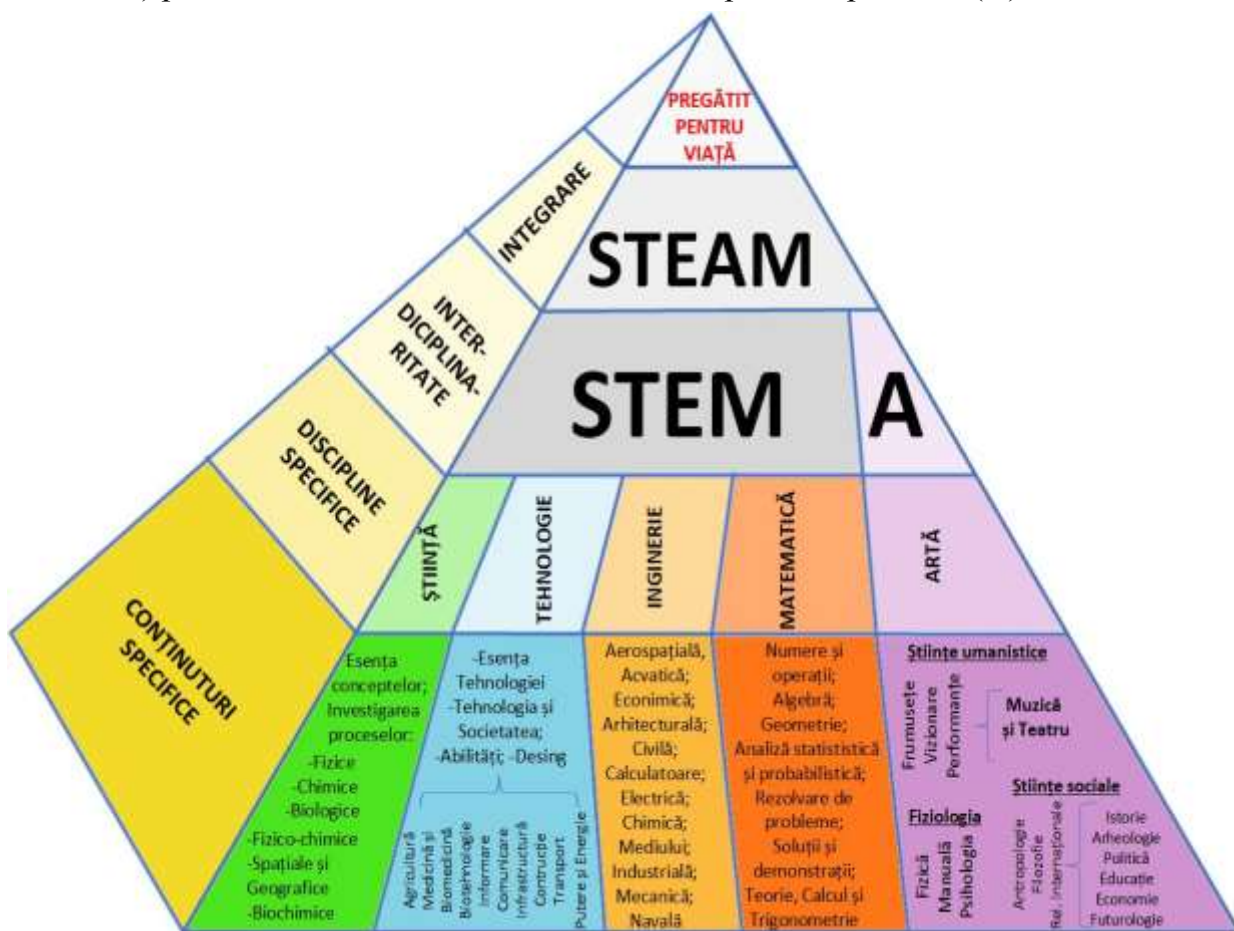 PREGĂTIT
PENTRU
VIAȚĂ
INTEGRARE
STEAM
INTER-
DICIPLINA-
RITATE
STEM
A
DISCIPLINE
SPECIFICE
ȘTIINȚĂ
TEHNOLOGIE
INGINERIE
MATEMATICĂ
ARTĂ
CONȚINUTURI
SPECIFICE
Esența
conceptelor;
Investigarea
proceselor:
-Fizice
-Chimice
-Biologice
-Fizico-chimice
-Spațiale și
Geografice
-Biochimice
-Esența
Tehnologiei
-Tehnologia și
Societatea;
-Abilități; -Desing
Agricultură
Medicină și
Biomedicină
Biotehnologie
Informare
Comunicare
Infrastructură
Contrucție
Transport
Putere și Energie
Aerospațială,
Acvatică;
Econimică;
Arhitecturală;
Civilă;
Calculatoare;
Electrică;
Chimică;
Mediului;
Industrială;
Mecanică;
Navală
Numere și
operații;
Algebră;
Geometrie;
Analiză statististică
și probabilistică;
Rezolvare de
probleme;
Soluții și
demonstrații;
Teorie, Calcul și
Trigonometrie
Științe umanistice
Frumusețe
Vizionare
Performanțe
Muzică
și Teatru
Științe sociale
Fiziologia
Fizică
Manuală
Psihologia
Antropologie
Filozofie
Rel. Internaționale
Istorie
Arheologie
Politică
Educație
Economie
Futurologie